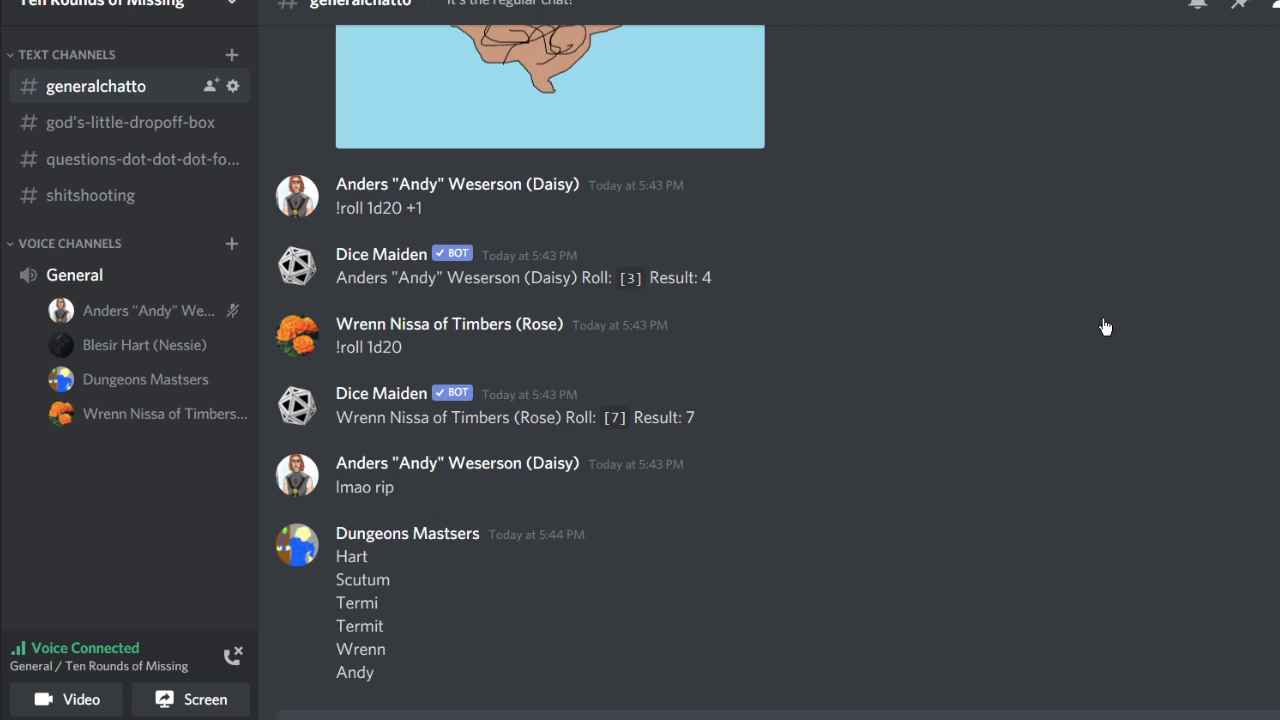 Ten Rounds of Missing
generalchatto
It's the regular chat!
TEXT CHANNELS
generalchatto
god's-little-dropoff-box
questions-dot-dot-dot-fo...
shitshooting
VOICE CHANNELS
General
Anders "Andy" We...
Blesir Hart (Nessie)
Dungeons Mastsers
Wrenn Nissa of Timbers...
Voice Connected
General / Ten Rounds of Missing
Video
Screen
Anders "Andy" Weserson (Daisy) Today at 5:43 PM
!roll 1d20 +1
Dice Maiden BOT Today at 5:43 PM
Anders "Andy" Weserson (Daisy) Roll: [3] Result: 4
Wrenn Nissa of Timbers (Rose) Today at 5:43 PM
!roll 1d20
Dice Maiden BOT Today at 5:43 PM
Wrenn Nissa of Timbers (Rose) Roll: [7] Result: 7
Anders "Andy" Weserson (Daisy) Today at 5:43 PM
lmao rip
Dungeons Mastsers Today at 5:44 PM
Hart
Scutum
Termi
Termit
Wrenn
Andy